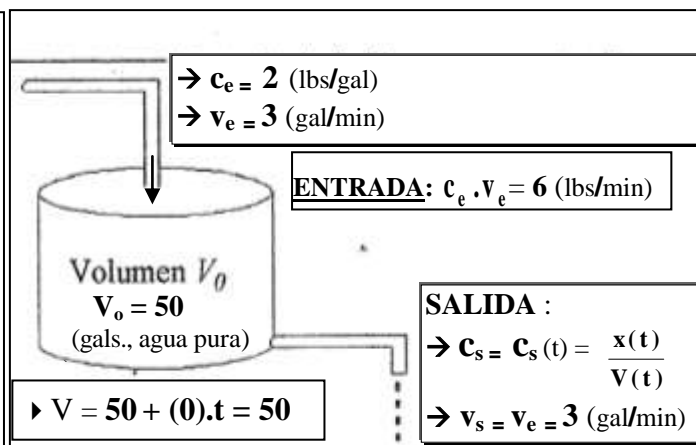 → cₑ = 2 (lbs/gal)
→ vₑ = 3 (gal/min)
ENTRADA: cₑ .vₑ= 6 (lbs/min)
Volumen V₀
Vₒ = 50
(gals., agua pura)
SALIDA :
→ cₛ = cₛ (t) = x(t)
V(t)
→ vₛ = vₑ = 3 (gal/min)
▶ V = 50 + (0).t = 50